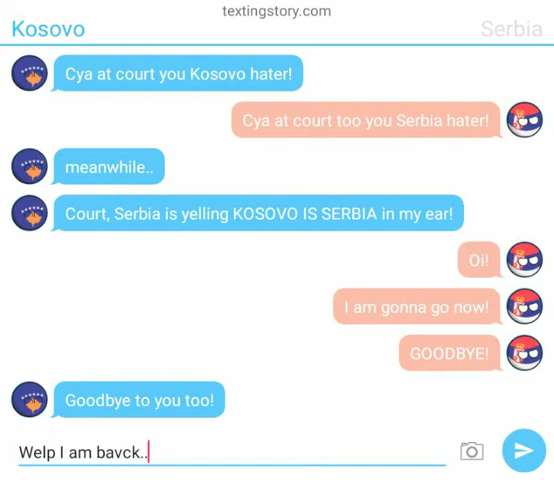 textingstory.com
Kosovo
Serbia
Cya at court you Kosovo hater!
Cya at court too you Serbia hater!
meanwhile..
Court, Serbia is yelling KOSOVO IS SERBIA in my ear!
Oi!
I am gonna go now!
GOODBYE!
Goodbye to you too!
Welp I am bavck..